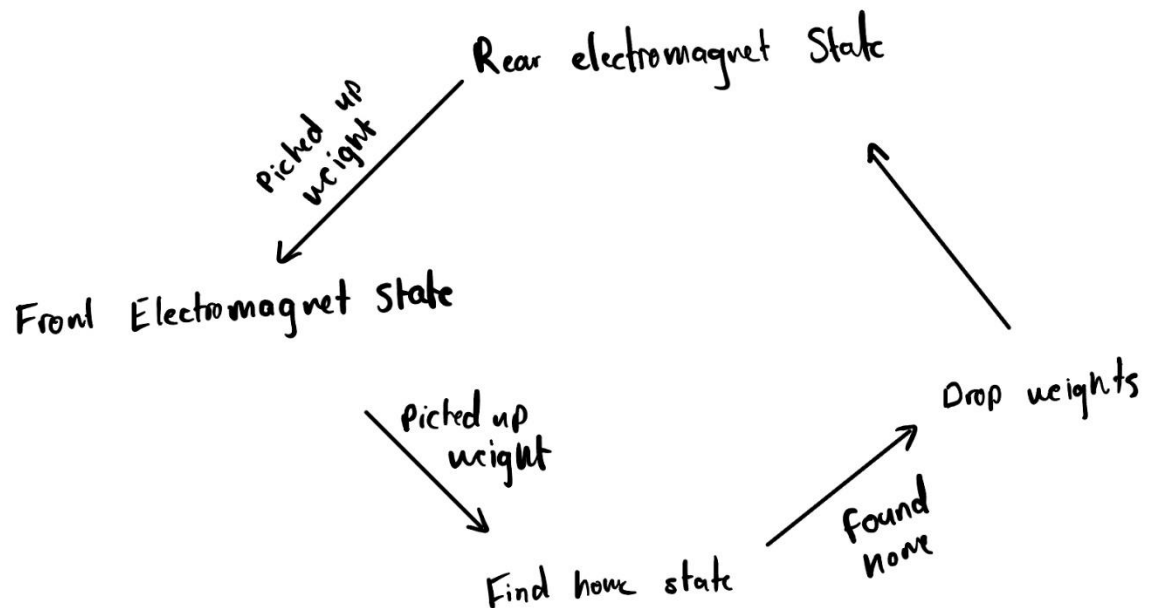 Rear electromagnet State
Picked up
weight
Front Electromagnet State
Picked up
weight
Drop weights
found
home
Find home state